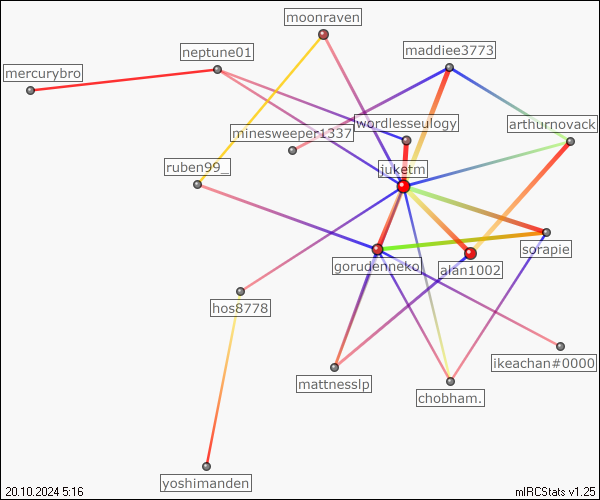 moonraven
neptune01
maddiee3773
mercurybro
wordlesseulogy
arthurnovack
minesweeper1337
ruben99_
juketm
sorapie
gorudenneko.
alan1002
hos8778
ikeachan#0000
mattnesslp
chobham.
yoshimanden
20.10.2024 5:16
mIRCStats v1.25